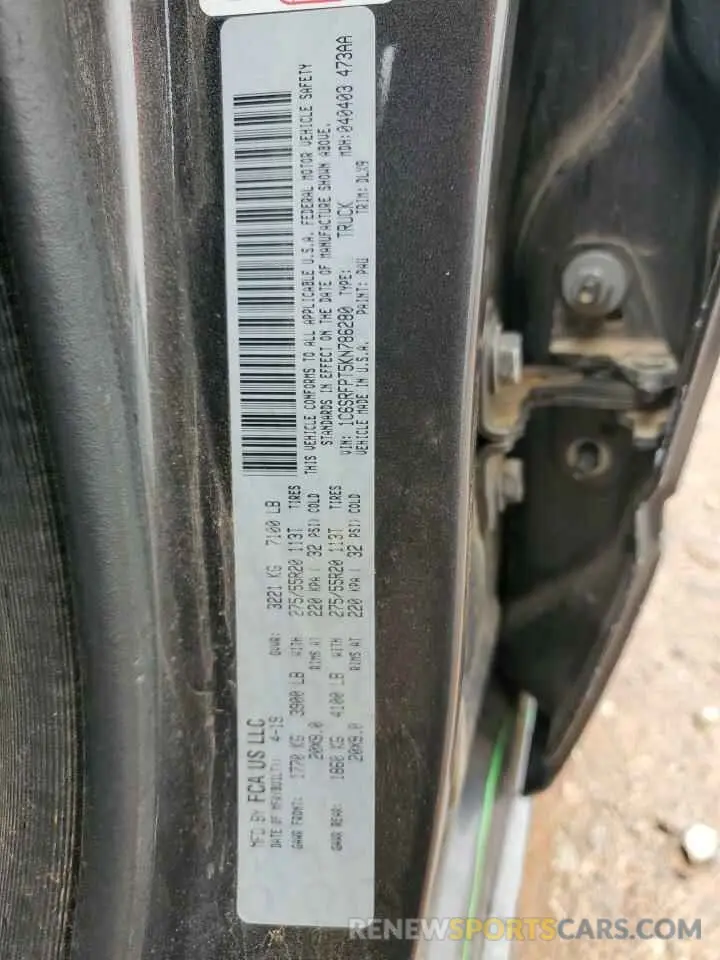 MFD BY FCA US LLC
DATE OF MFR(BUILT): 4-19 GVWR: 3221 KG 7100 LB
GAWR FRONT: 1770 KG 3900 LB WITH 275/55R20 113T TIRES
20X9.0 RIMS AT 220 KPA ( 32 PSI) COLD
GAWR REAR: 1860 KG 4100 LB WITH 275/55R20 113T TIRES
20X9.0 RIMS AT 220 KPA ( 32 PSI) COLD
THIS VEHICLE CONFORMS TO ALL APPLICABLE U.S.A. FEDERAL MOTOR VEHICLE SAFETY
STANDARDS IN EFFECT ON THE DATE OF MANUFACTURE SHOWN ABOVE.
VIN: 1C6SRFPT5KN786280 TYPE: TRUCK MDH: 040403 473AA
VEHICLE MADE IN U.S.A. PAINT: PAU TRIM: DLX9
RENEWSPORTSCARS.COM